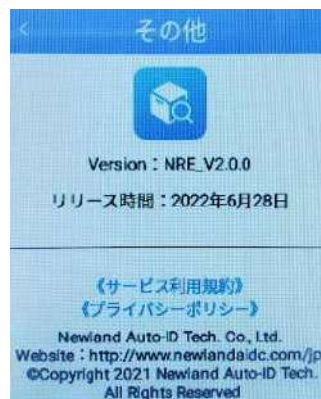 その他
Version：NRE_V2.0.0
リリース時間：2022年6月28日
《サービス利用規約》
《プライバシーポリシー》
Newland Auto-ID Tech. Co., Ltd.
Website：http://www.newlandaidc.com/jp
©Copyright 2021 Newland Auto-ID Tech.
All Rights Reserved